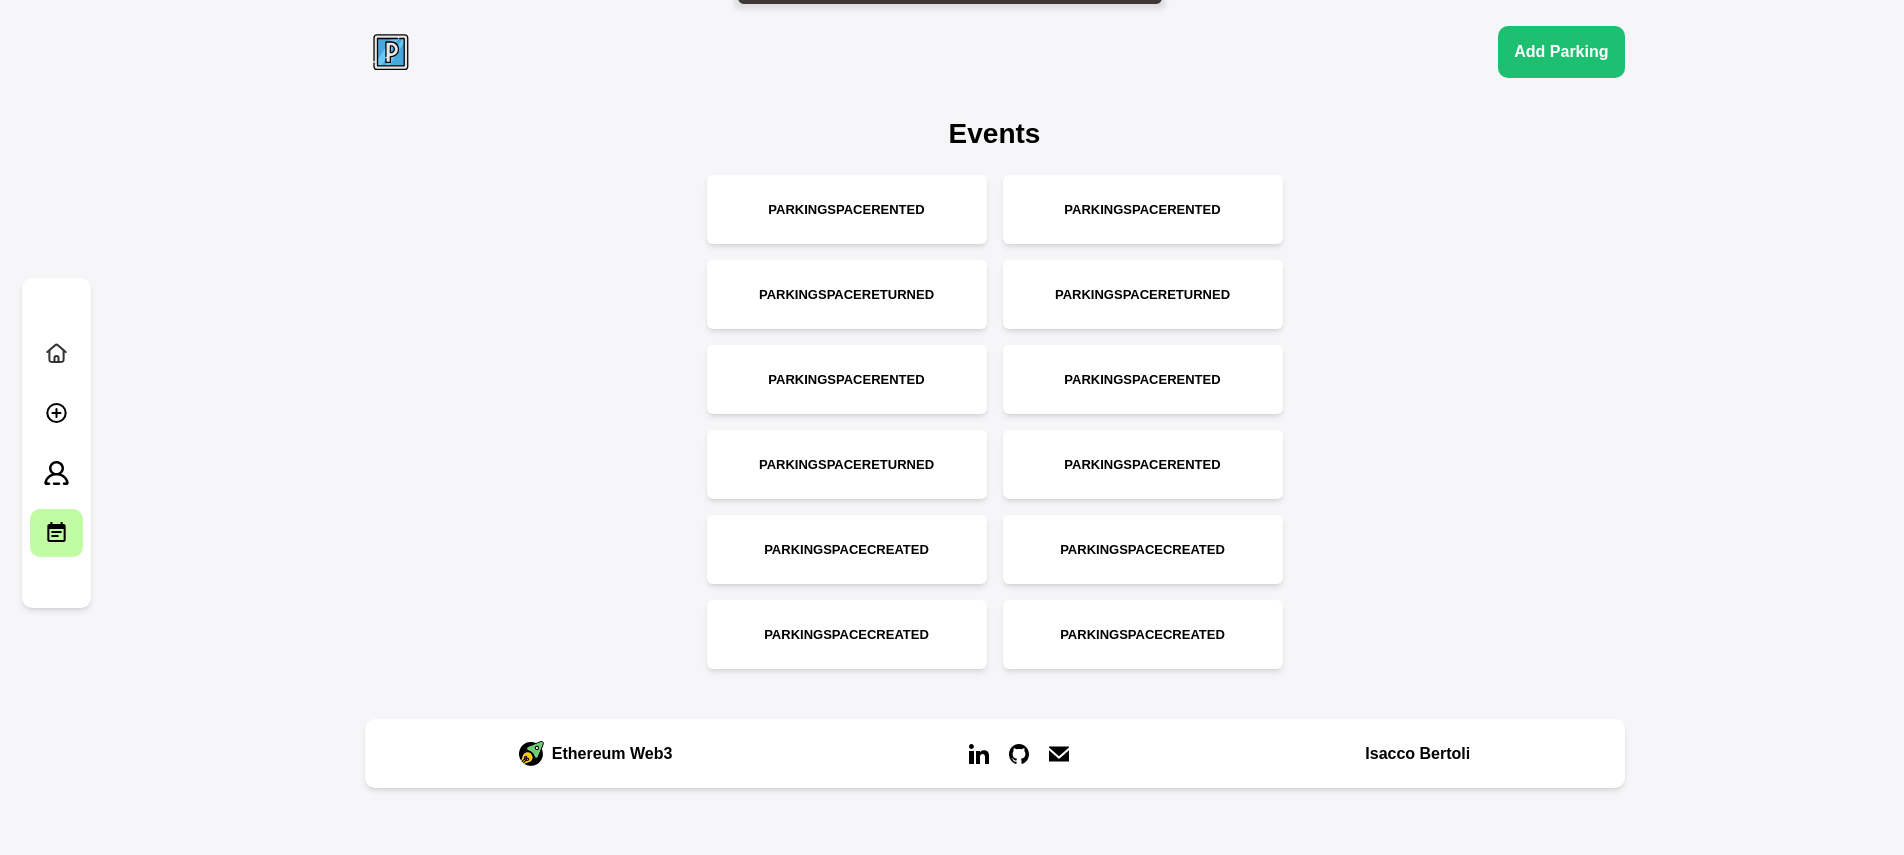 P
Add Parking
Events
PARKINGSPACERENTED
PARKINGSPACERENTED
PARKINGSPACERETURNED
PARKINGSPACERETURNED
PARKINGSPACERENTED
PARKINGSPACERENTED
PARKINGSPACERETURNED
PARKINGSPACERENTED
PARKINGSPACECREATED
PARKINGSPACECREATED
PARKINGSPACECREATED
PARKINGSPACECREATED
Ethereum Web3
in
Isacco Bertoli